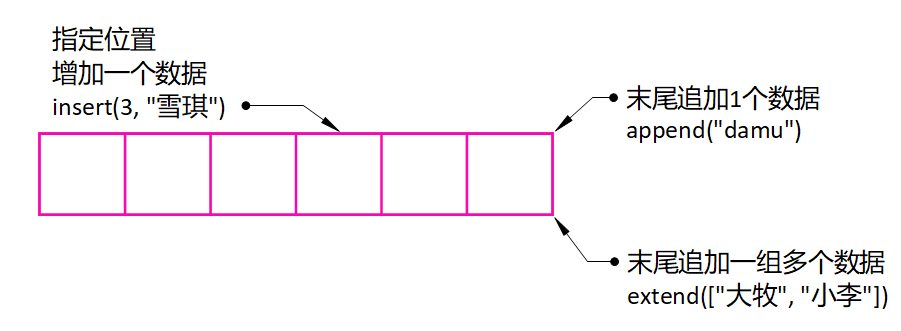 指定位置
增加一个数据
insert(3, "雪琪")
末尾追加1个数据
append("damu")
末尾追加一组多个数据
extend(["大牧", "小李"])